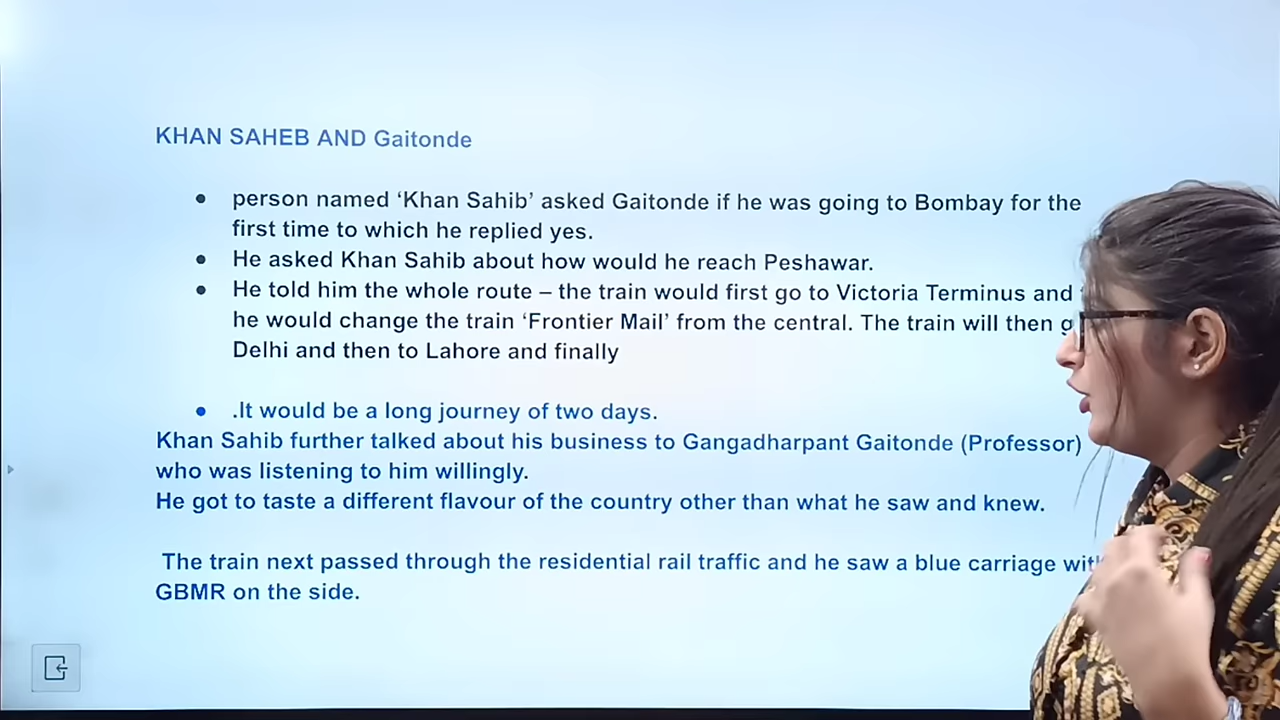 KHAN SAHEB AND Gaitonde
• person named ‘Khan Sahib’ asked Gaitonde if he was going to Bombay for the
first time to which he replied yes.
• He asked Khan Sahib about how would he reach Peshawar.
• He told him the whole route – the train would first go to Victoria Terminus and
he would change the train ‘Frontier Mail’ from the central. The train will then
Delhi and then to Lahore and finally
• .It would be a long journey of two days.
Khan Sahib further talked about his business to Gangadharpant Gaitonde (Professor)
who was listening to him willingly.
He got to taste a different flavour of the country other than what he saw and knew.
The train next passed through the residential rail traffic and he saw a blue carriage
GBMR on the side.